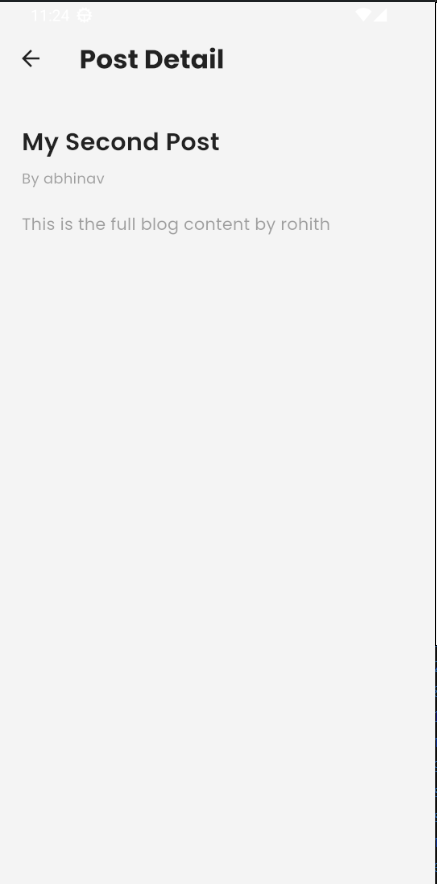 11:24
Post Detail
My Second Post
By abhinav
This is the full blog content by rohith